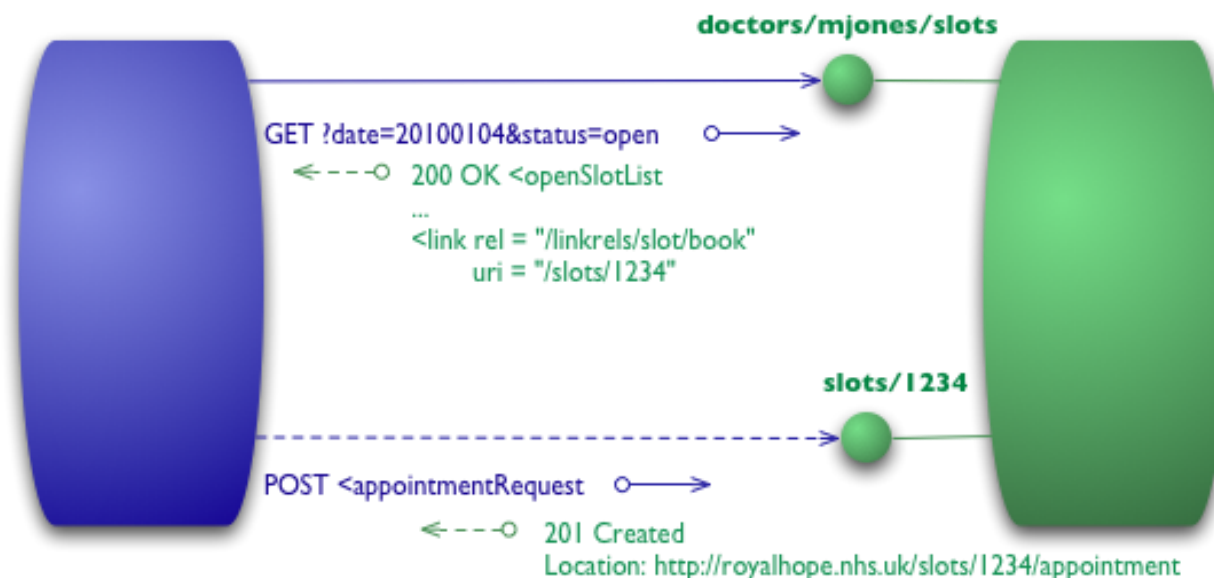 doctors/mjones/slots
GET ?date=20100104&status=open
200 OK <openSlotList
...
<link rel = "/linkrels/slot/book"
uri = "/slots/1234"
slots/1234
POST <appointmentRequest
201 Created
Location: http://royalhope.nhs.uk/slots/1234/appointment